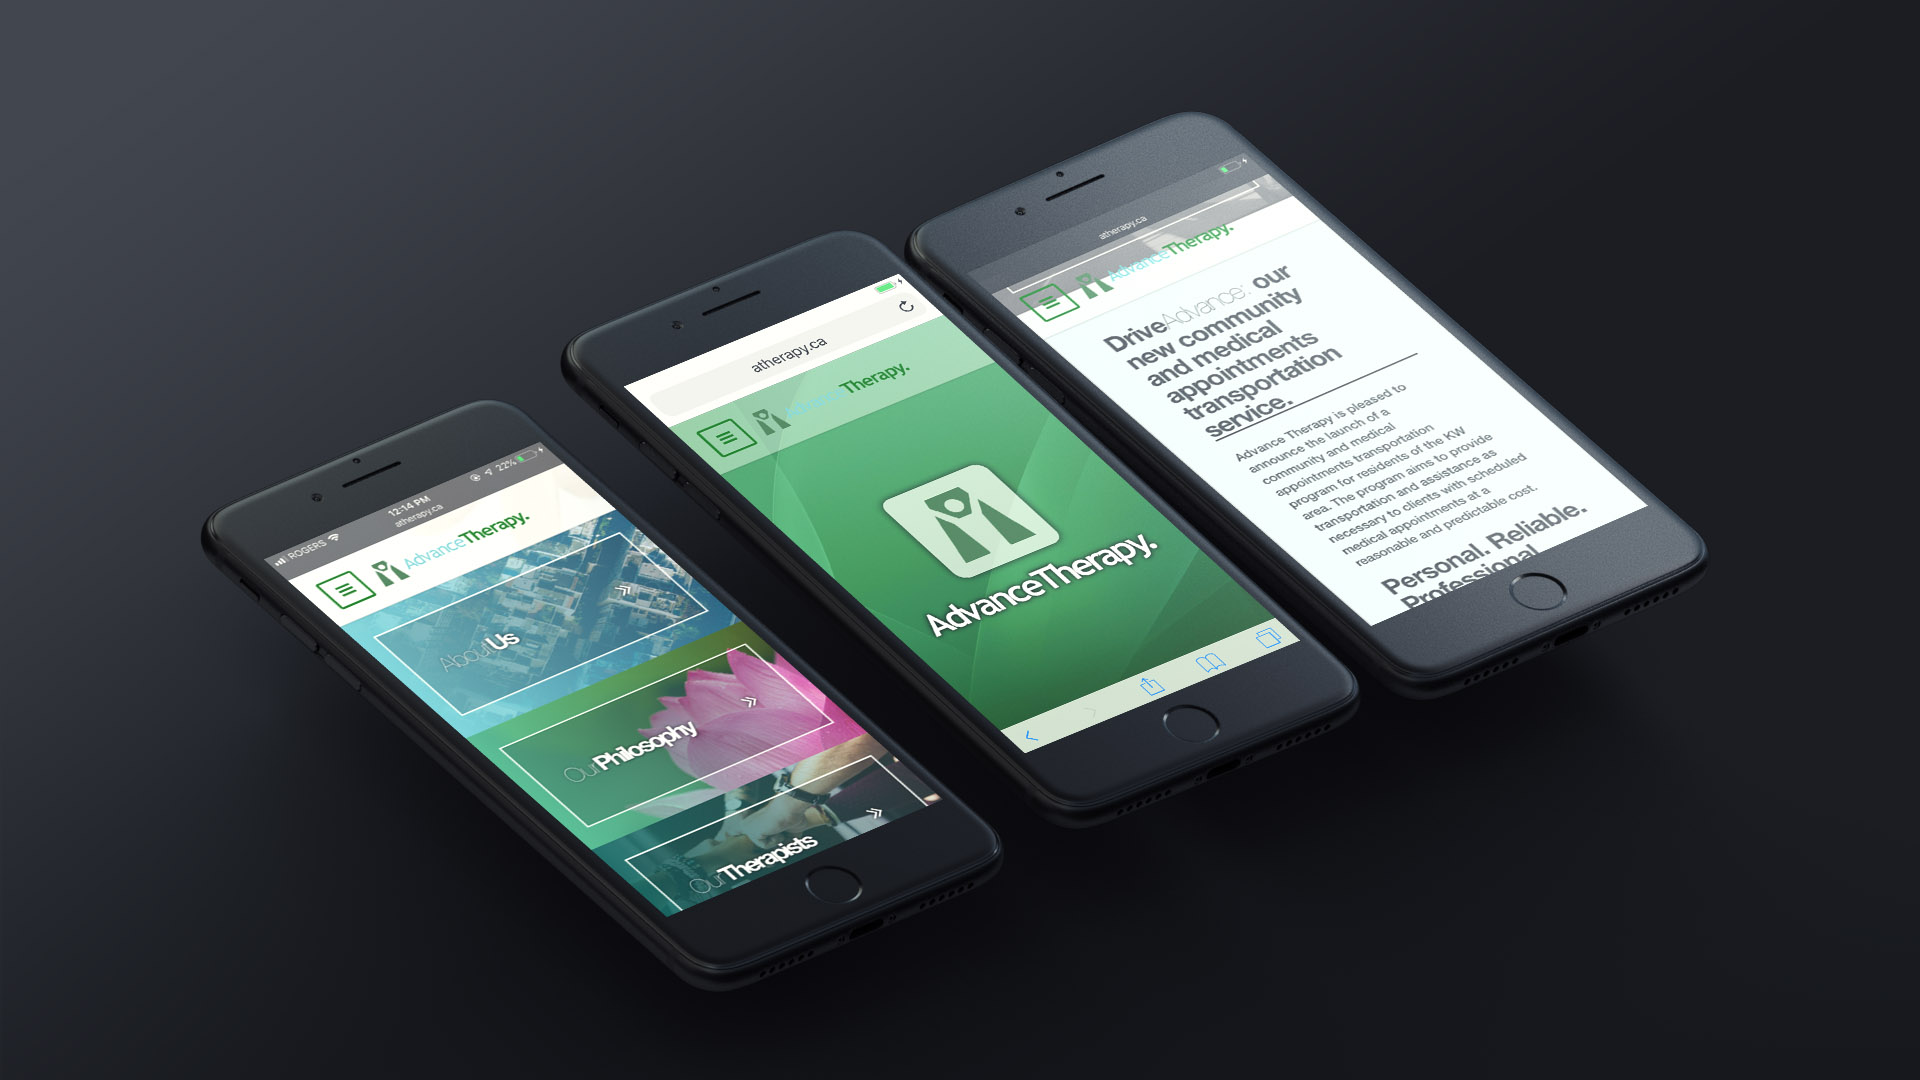 ROGERS
12:14 PM
22%
atherapy.ca
AdvanceTherapy.
About Us
OurPhilosophy
OurTherapists
atherapy.ca
AdvanceTherapy.
AdvanceTherapy.
atherapy.ca
AdvanceTherapy.
DriveAdvance: our
new community
and medical
appointments
transportation
service.
Advance Therapy is pleased to
announce the launch of a
community and medical
appointments transportation
program for residents of the KW
area. The program aims to provide
transportation and assistance as
necessary to clients with scheduled
medical appointments at a
reasonable and predictable cost.
Personal. Reliable.
Professional